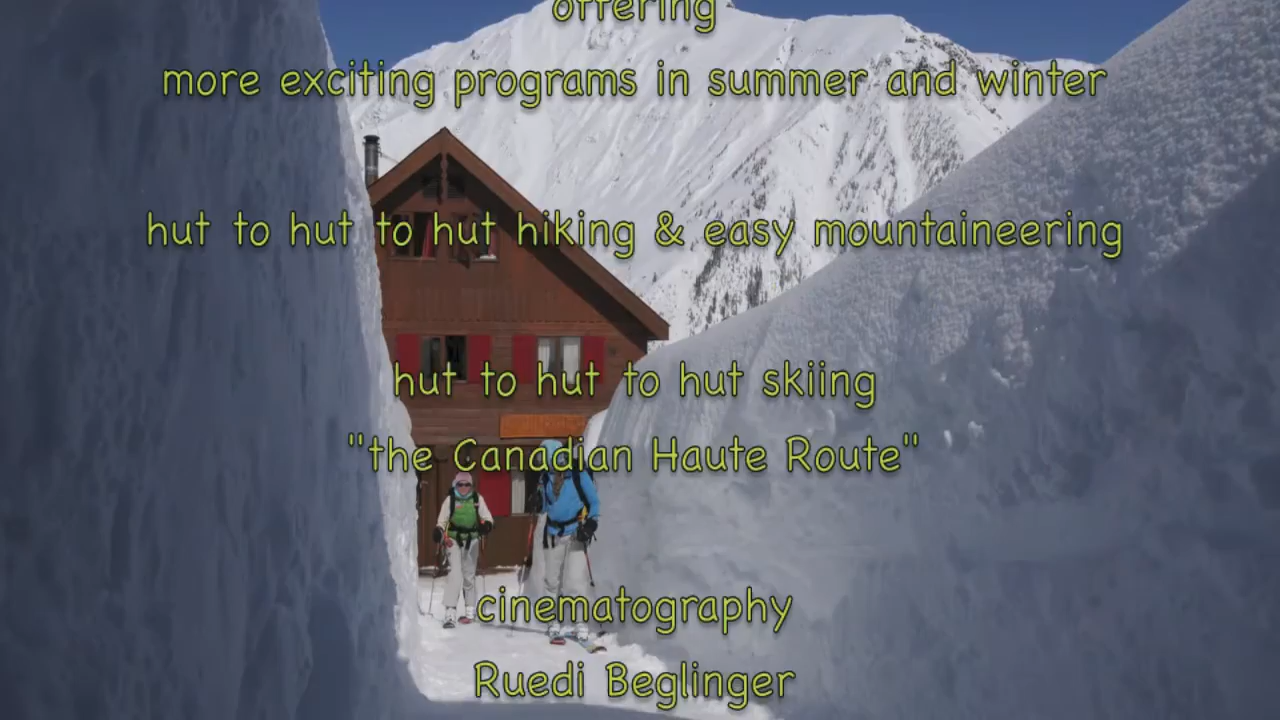 offering
more exciting programs in summer and winter
hut to hut to hut hiking & easy mountaineering
hut to hut to hut skiing
"the Canadian Haute Route"
cinematography
Ruedi Beglinger